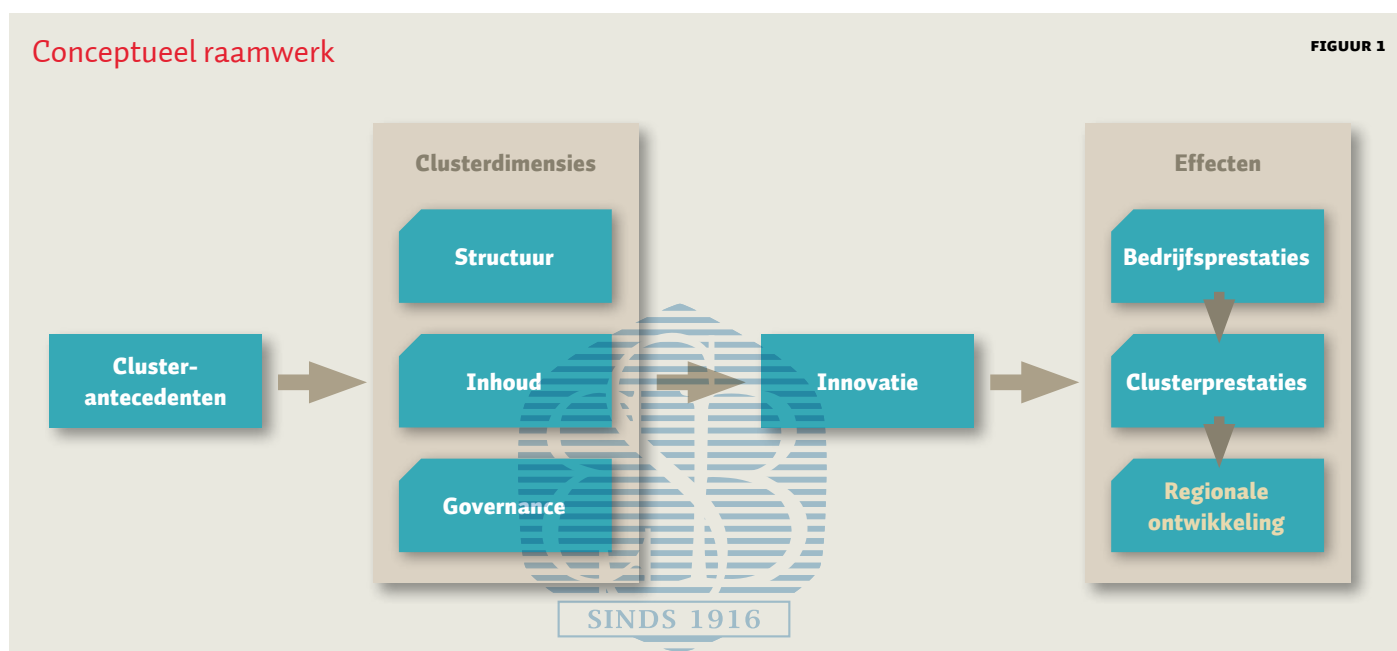 Conceptueel raamwerk
FIGUUR 1
Cluster-
antecedenten
Clusterdimensies
Structuur
Inhoud
Governance
Innovatie
Effecten
Bedrijfsprestaties
Clusterprestaties
Regionale
ontwikkeling
SINDS 1916